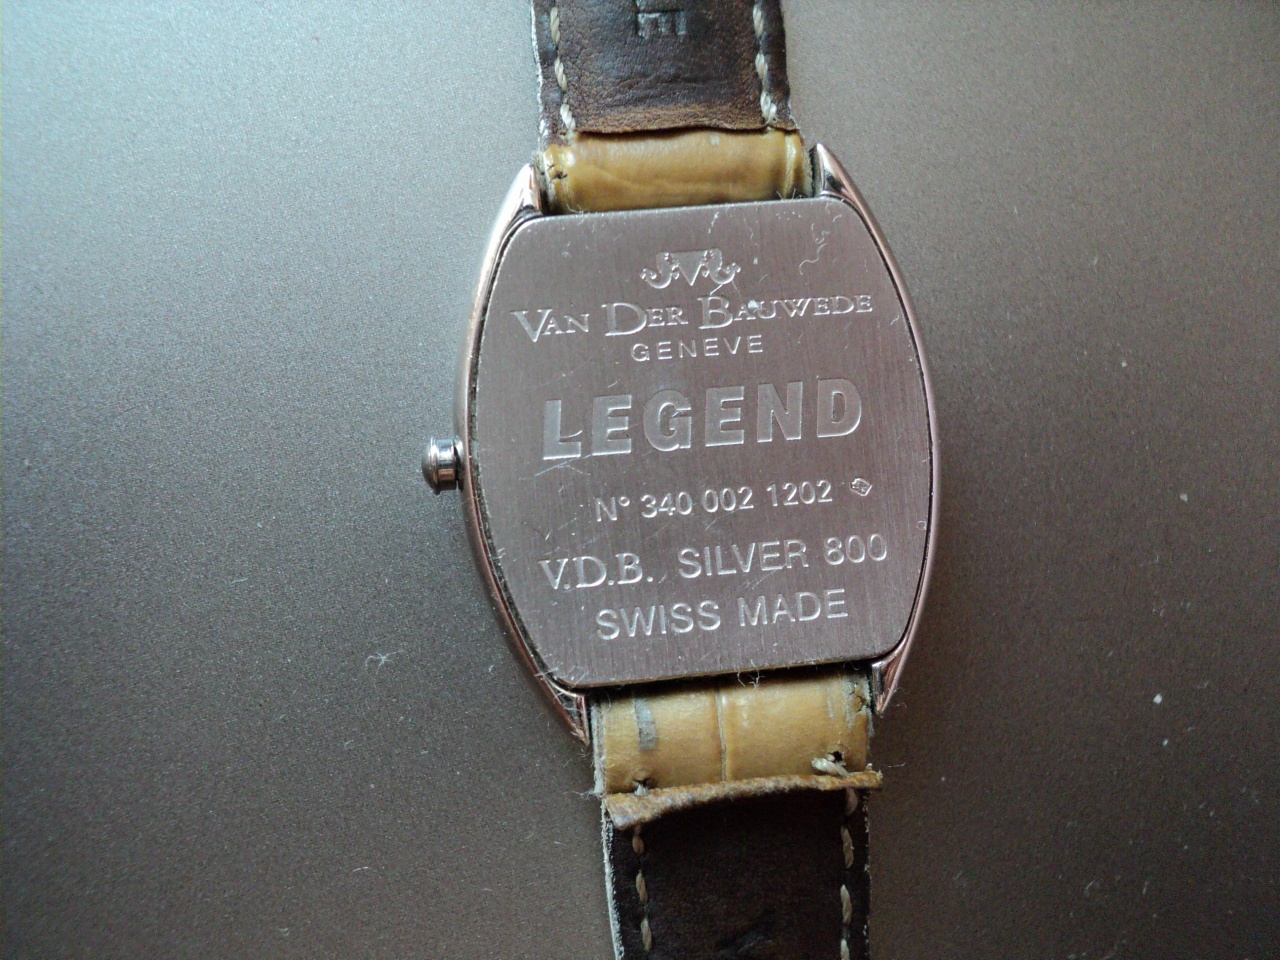 VAN DER BAUWEDE
GENEVE
LEGEND
N° 340 002 1202
V.D.B. SILVER 800
SWISS MADE